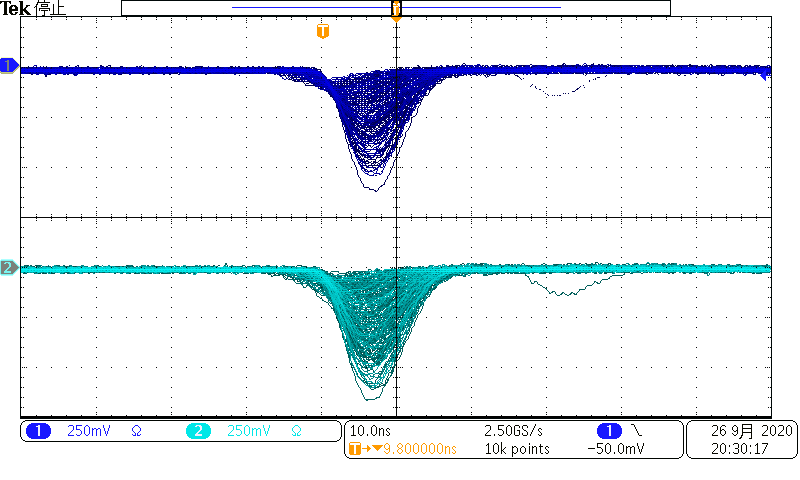 Tek 停止
T
1
2
1 250mV Ω 2 250mV Ω
10.0ns 2.50GS/s 1 -50.0mV
T→▼9.800000ns 10k points
26 9月 2020
20:30:17